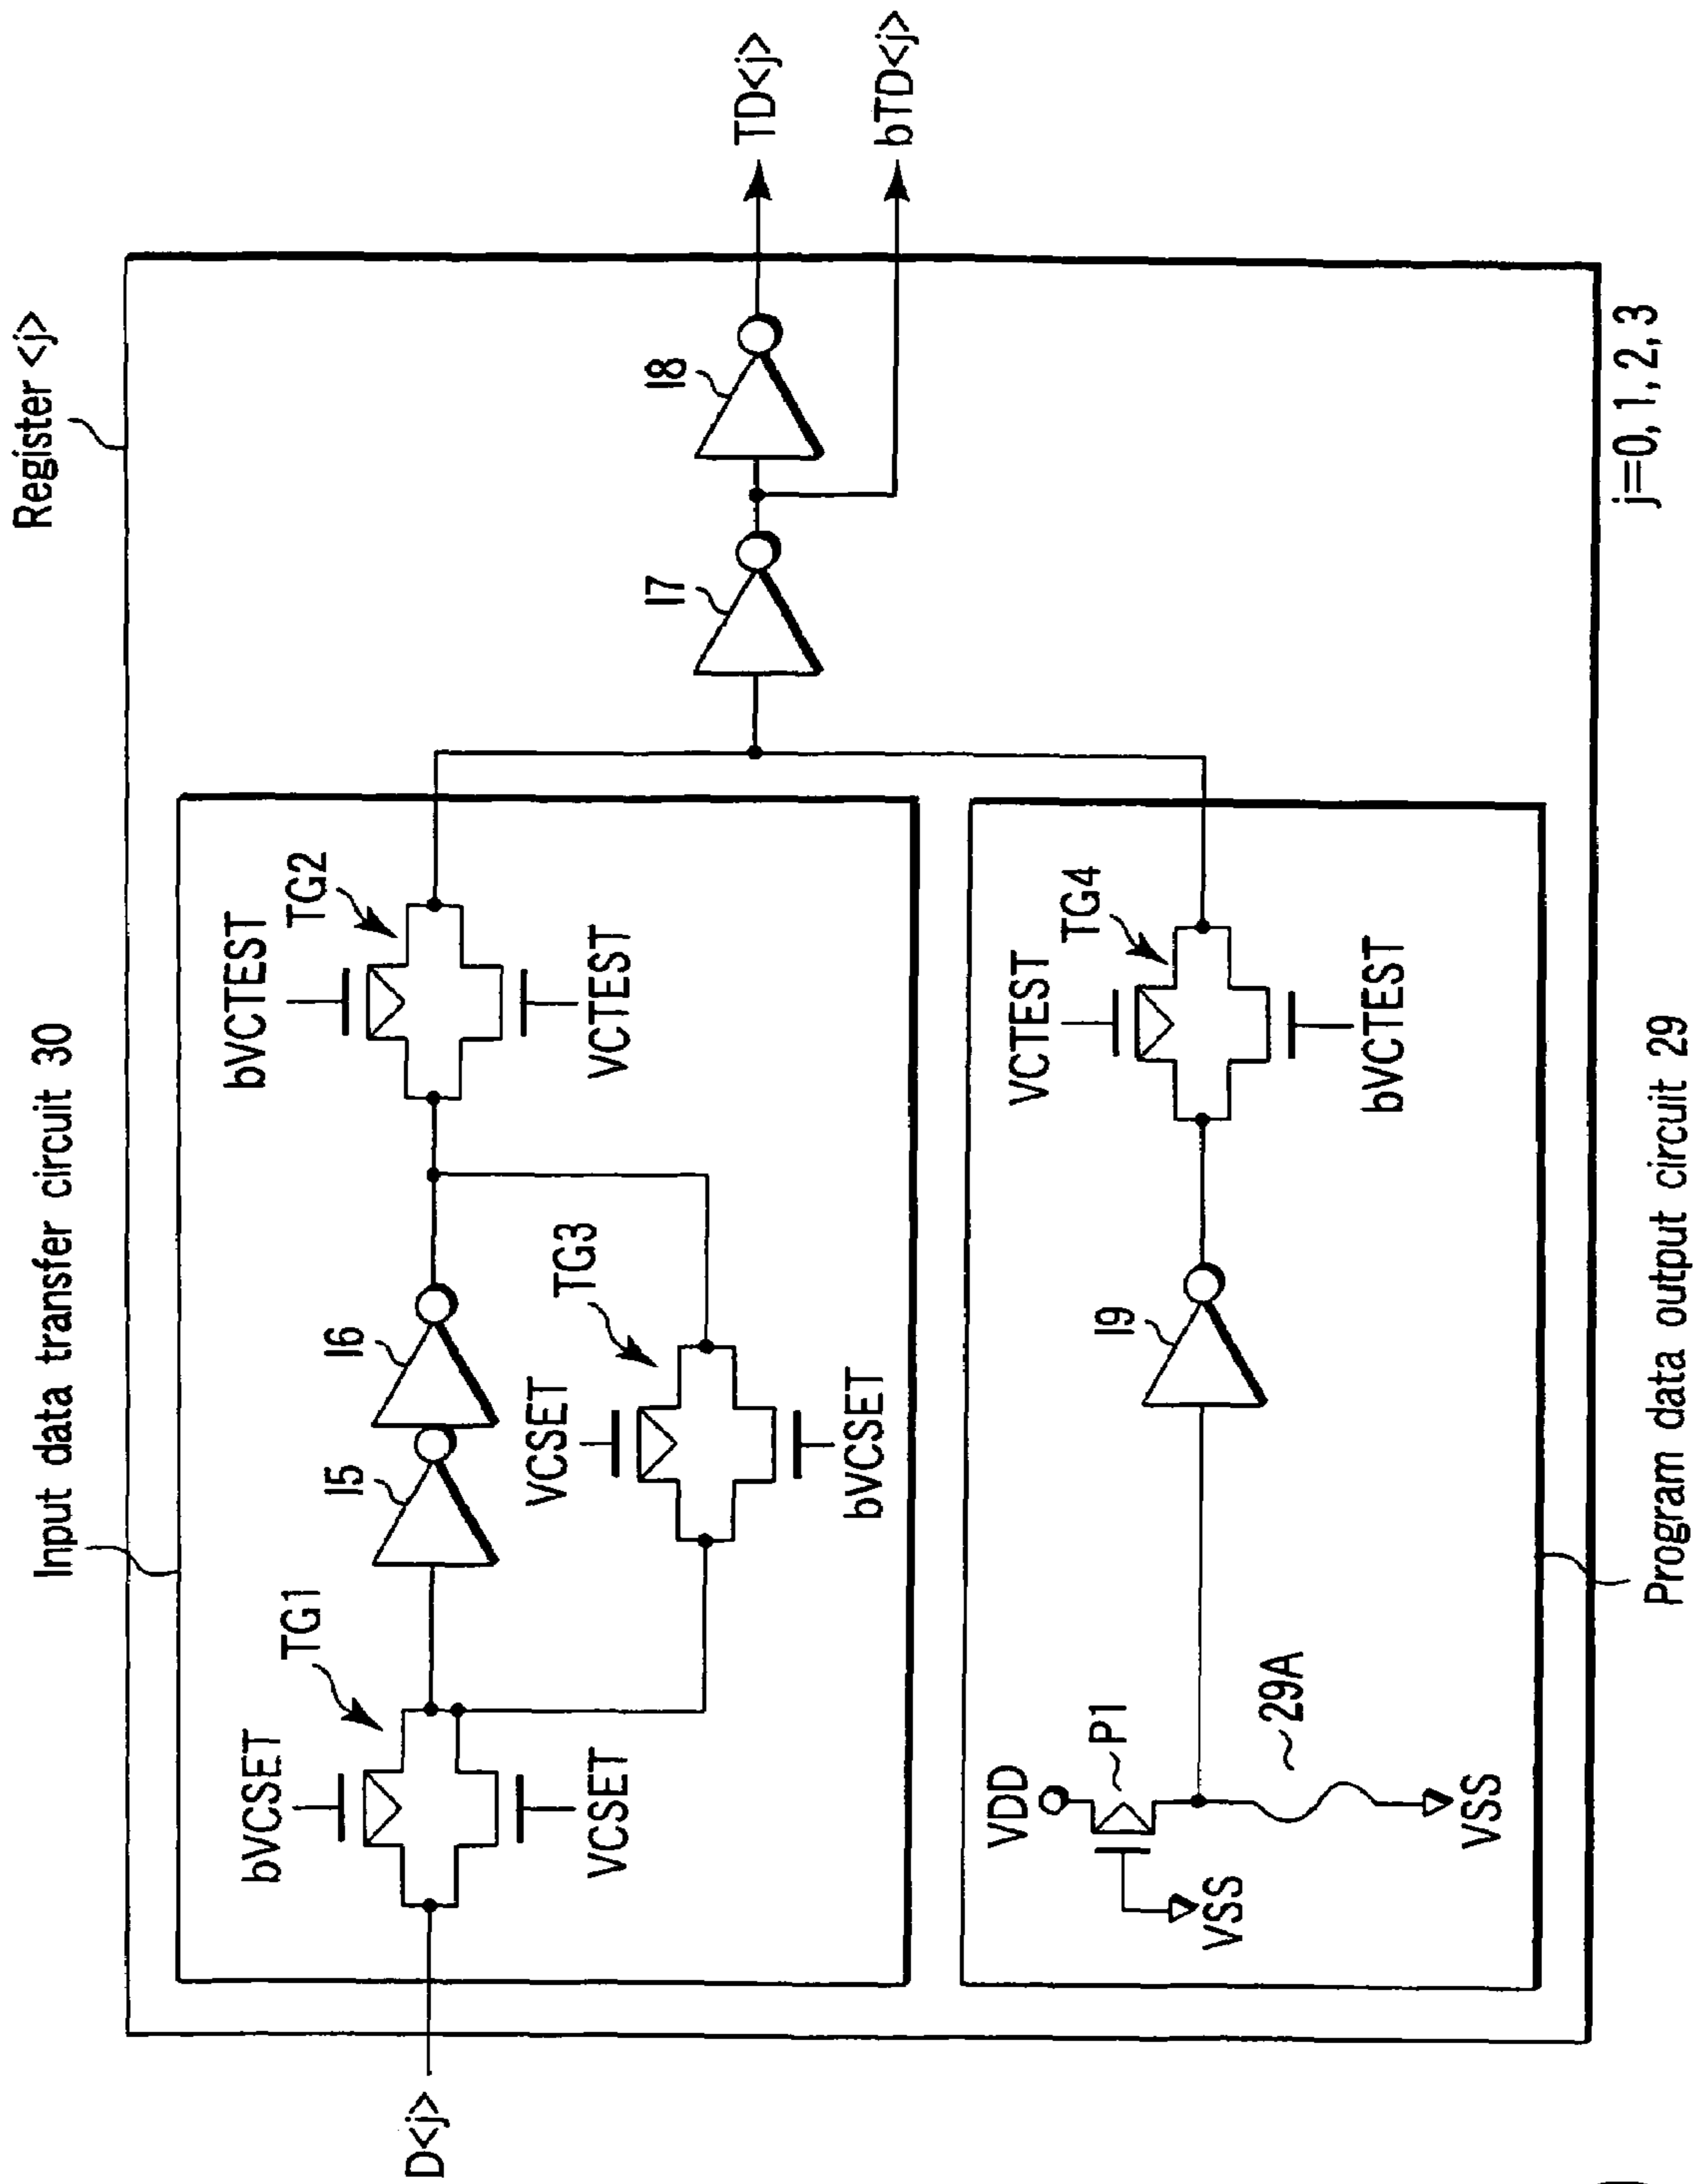 Register <j>
Input data transfer circuit 30
bVCSET
TG1
I5
I6
bVCTEST
TG2
D<j>
VCSET
VCSET
TG3
VCTEST
bVCSET
I7
I8
TD<j>
bTD<j>
VDD
P1
VSS
29A
VSS
I9
VCTEST
TG4
bVCTEST
Program data output circuit 29
j=0, 1, 2, 3